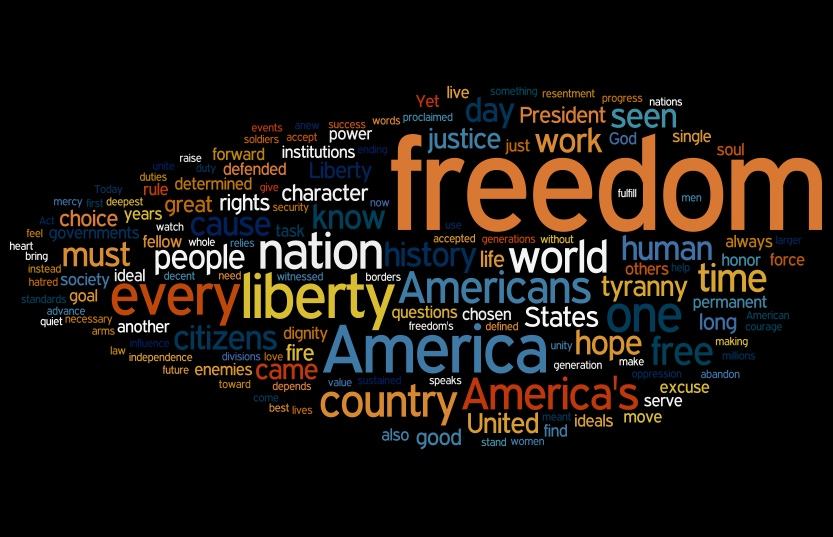 live something resentment progress nations
Yet day President seen
events anew success words proclaimed
soldiers accept power justice just work God single
forward institutions ending soul
raise unite duty defended Liberty freedom
duties determined give character now fulfill men
Today rule
mercy first deepest great rights security know
Act choice years cause use
feel governments watch task
heart fellow whole relies nation history accepted generations without human always larger
bring must people life world others help honor force
instead society ideal decent need witnessed borders Americans tyranny time
hatred goal every liberty permanent
standards advance questions chosen States one long American
quiet necessary another freedom's defined courage
arms citizens dignity America unity hope free making
law influence divisions love fire millions
independence generation make
future enemies came oppression abandon
toward depends value sustained speaks America's excuse
come country serve
best lives United meant ideals move
also good find
stand women